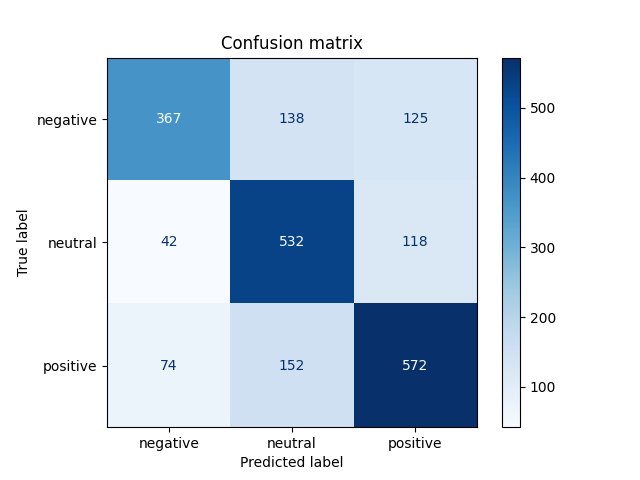 Confusion matrix
negative 367 138 125
neutral 42 532 118
positive 74 152 572
negative neutral positive
Predicted label
True label
500
400
300
200
100